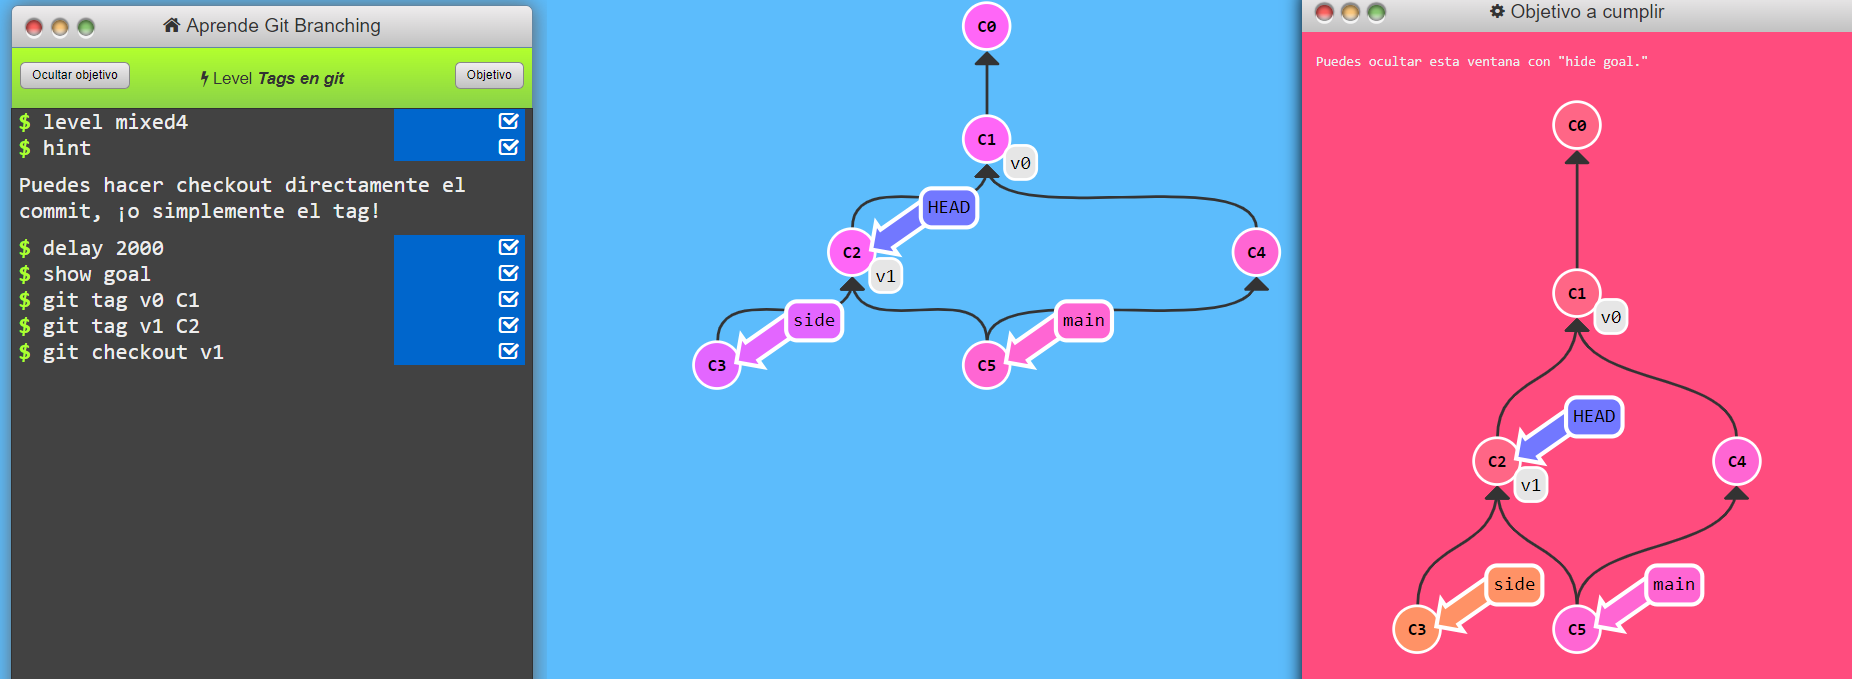 Aprende Git Branching
Ocultar objetivo
Level Tags en git
Objetivo
$ level mixed4
$ hint
Puedes hacer checkout directamente el
commit, ¡o simplemente el tag!
$ delay 2000
$ show goal
$ git tag v0 C1
$ git tag v1 C2
$ git checkout v1
C0
C1
v0
HEAD
C2
v1
C4
side
main
C3
C5
Objetivo a cumplir
Puedes ocultar esta ventana con "hide goal."
C0
C1
v0
HEAD
C2
v1
C4
side
main
C3
C5